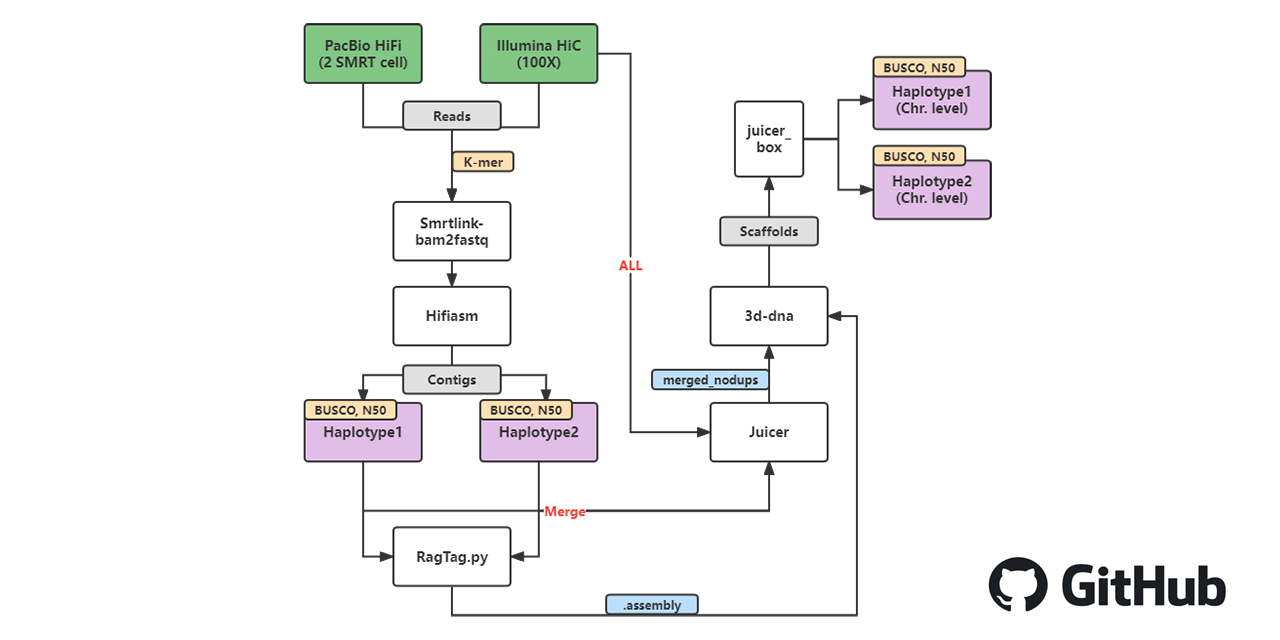 PacBio HiFi
(2 SMRT cell)
Illumina HiC
(100X)
Reads
K-mer
Smrtlink-
bam2fastq
Hifiasm
Contigs
BUSCO, N50
Haplotype1
BUSCO, N50
Haplotype2
Merge
RagTag.py
.assembly
ALL
Juicer
merged_nodups
3d-dna
Scaffolds
juicer_
box
BUSCO, N50
Haplotype1
(Chr. level)
BUSCO, N50
Haplotype2
(Chr. level)
GitHub